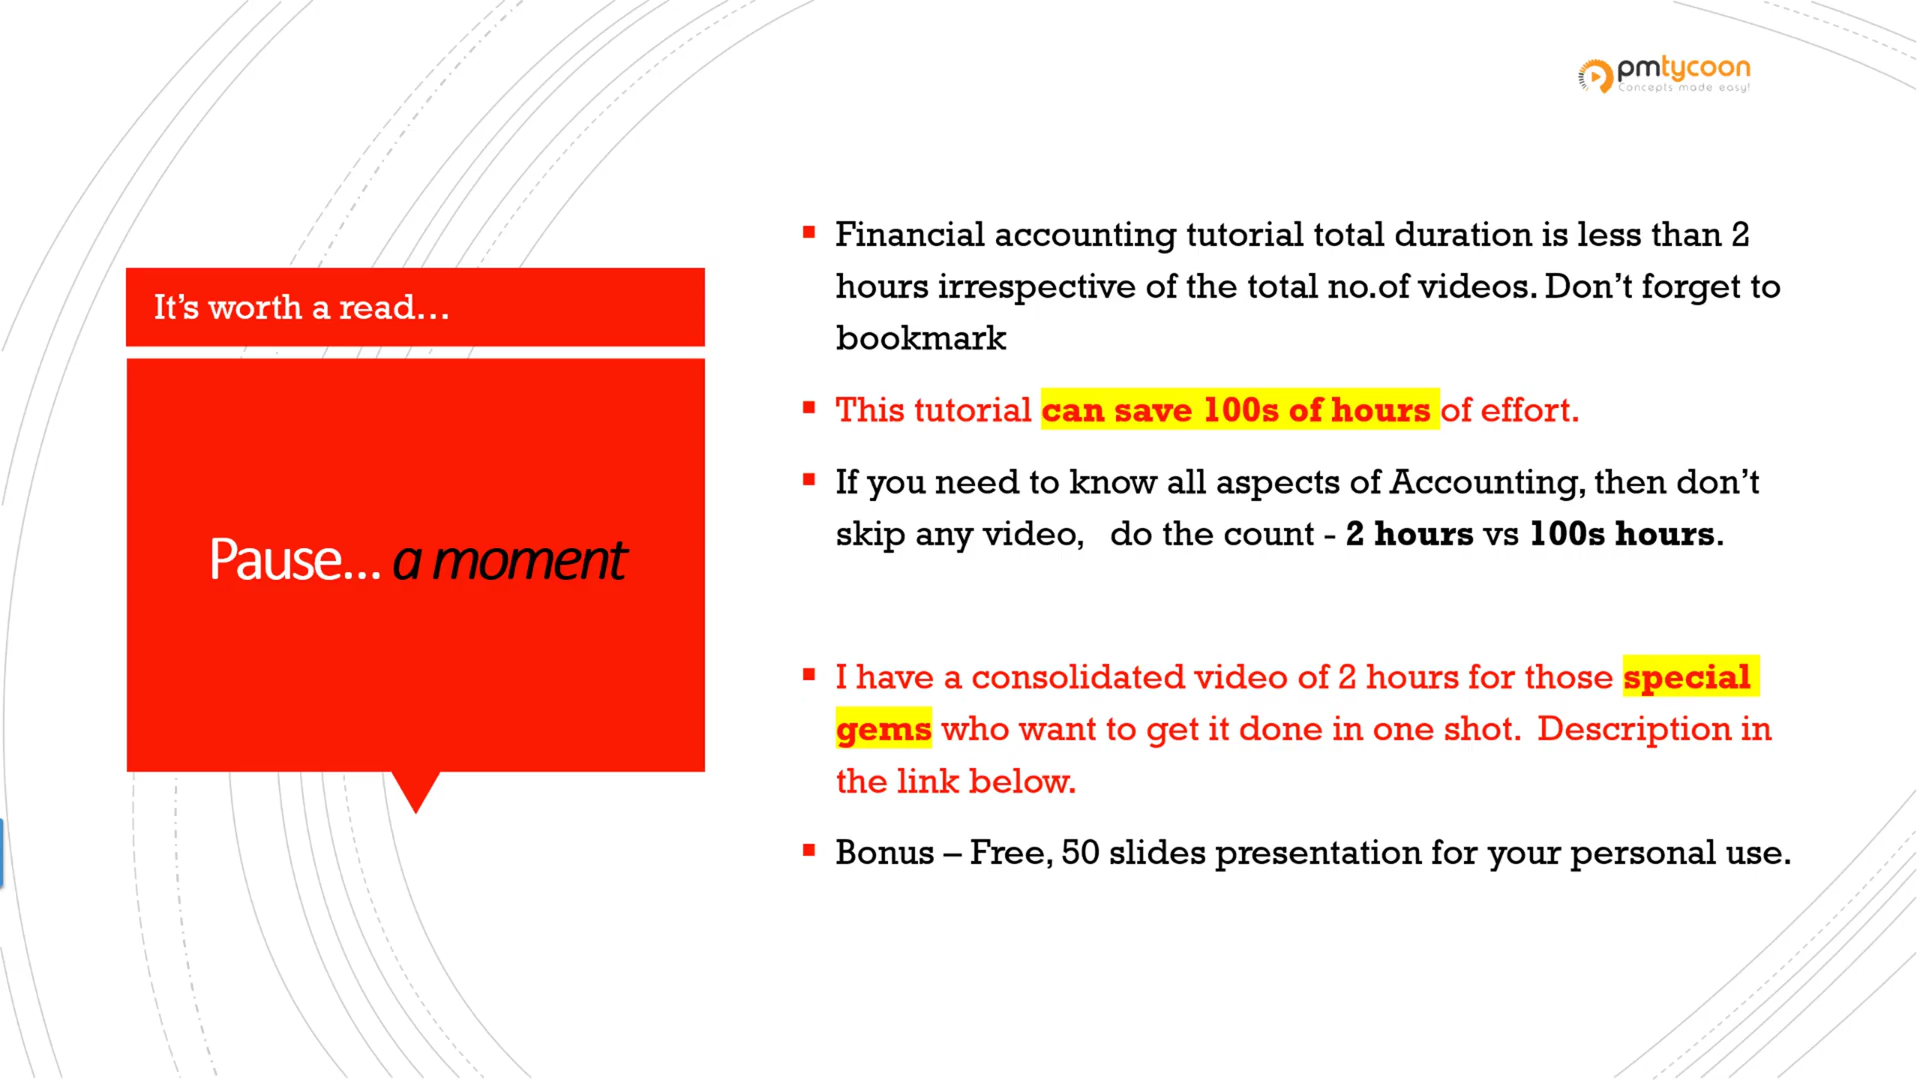 pmtycoon
Concepts made easy!
It's worth a read...
Pause... a moment
Financial accounting tutorial total duration is less than 2
hours irrespective of the total no.of videos. Don't forget to
bookmark
This tutorial can save 100s of hours of effort.
If you need to know all aspects of Accounting, then don't
skip any video,   do the count - 2 hours vs 100s hours.
I have a consolidated video of 2 hours for those special
gems who want to get it done in one shot.  Description in
the link below.
Bonus – Free, 50 slides presentation for your personal use.